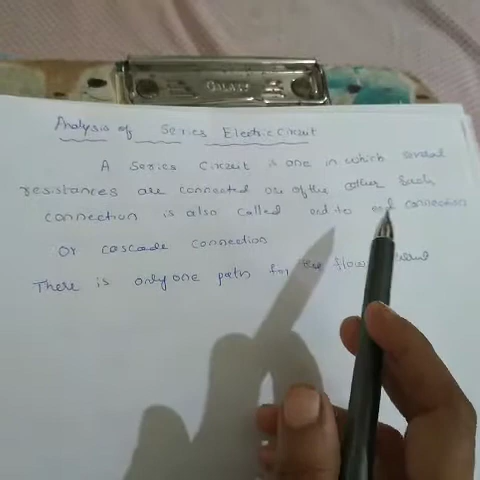 GALAXY
Analysis of Series Electric Circuit
A Series Circuit is one in which several
resistances are connected one of the other Such
connection is also called end to end connection
or cascade connection
There is only one path for the flow